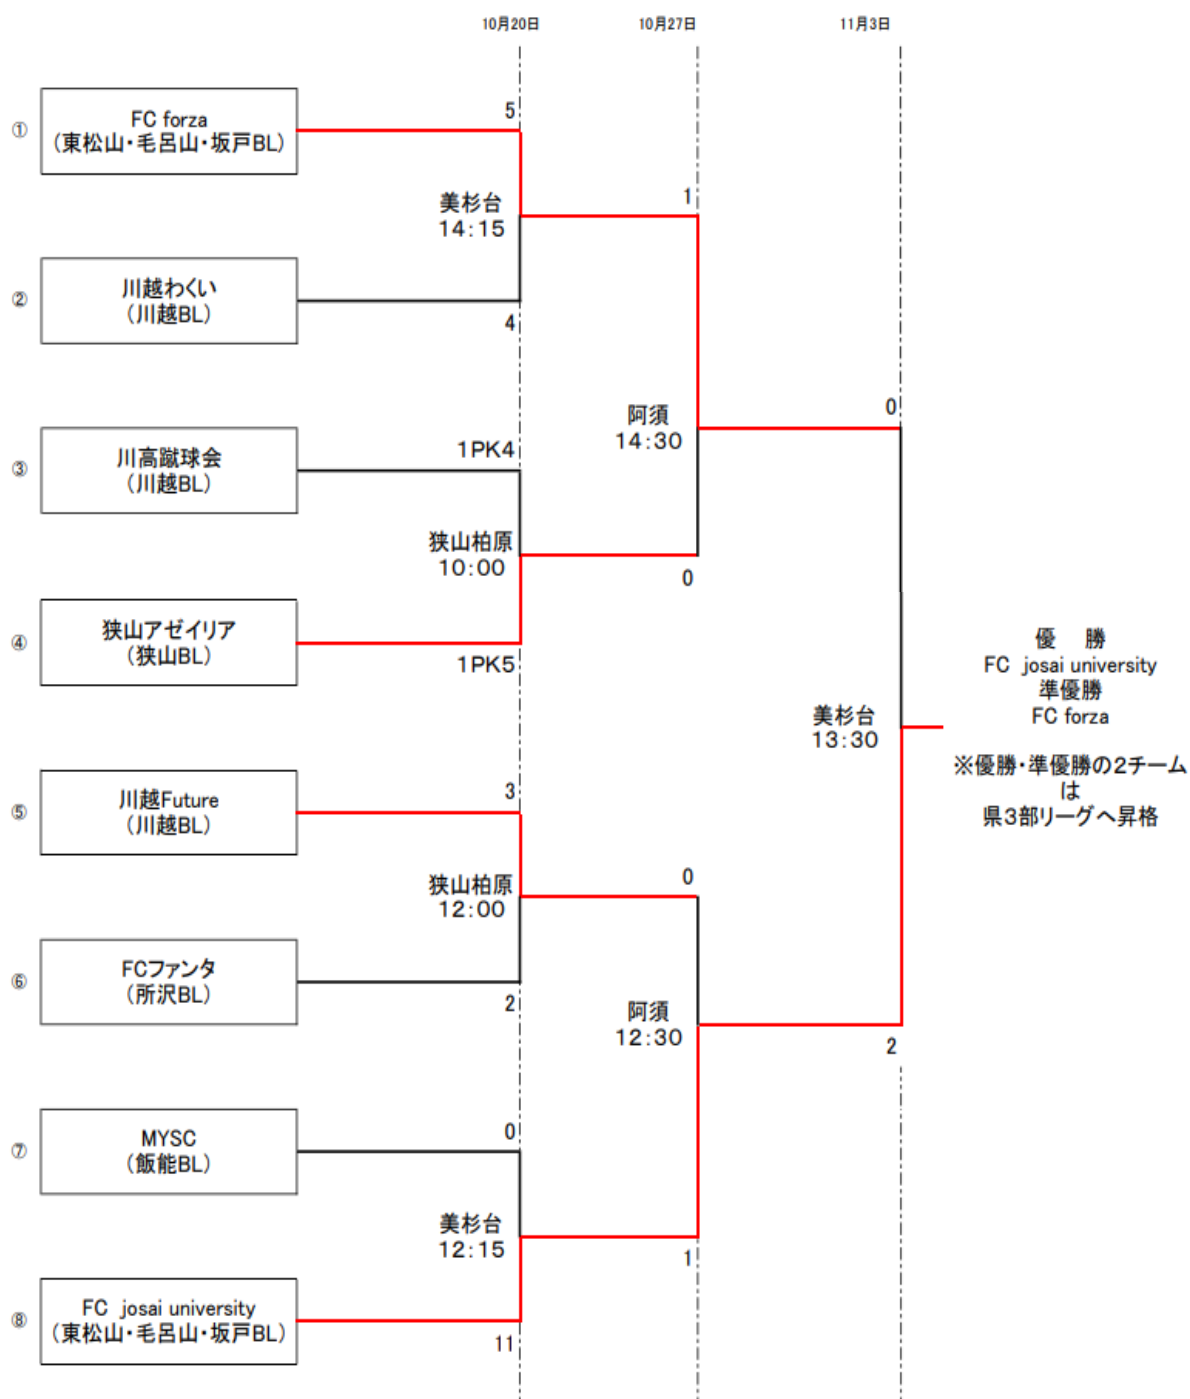 10月20日
10月27日
11月3日
5
①
FC forza
(東松山・毛呂山・坂戸BL)
1
美杉台
14:15
②
川越わくい
(川越BL)
4
0
阿須
14:30
1PK4
③
川高蹴球会
(川越BL)
狭山柏原
10:00
0
④
狭山アゼイリア
(狭山BL)
1PK5
優　勝
FC josai university
準優勝
FC forza
美杉台
13:30
※優勝・準優勝の2チーム
は
県3部リーグへ昇格
3
⑤
川越Future
(川越BL)
0
狭山柏原
12:00
⑥
FCファンタ
(所沢BL)
2
阿須
12:30
2
0
⑦
MYSC
(飯能BL)
美杉台
12:15
1
⑧
FC josai university
(東松山・毛呂山・坂戸BL)
11